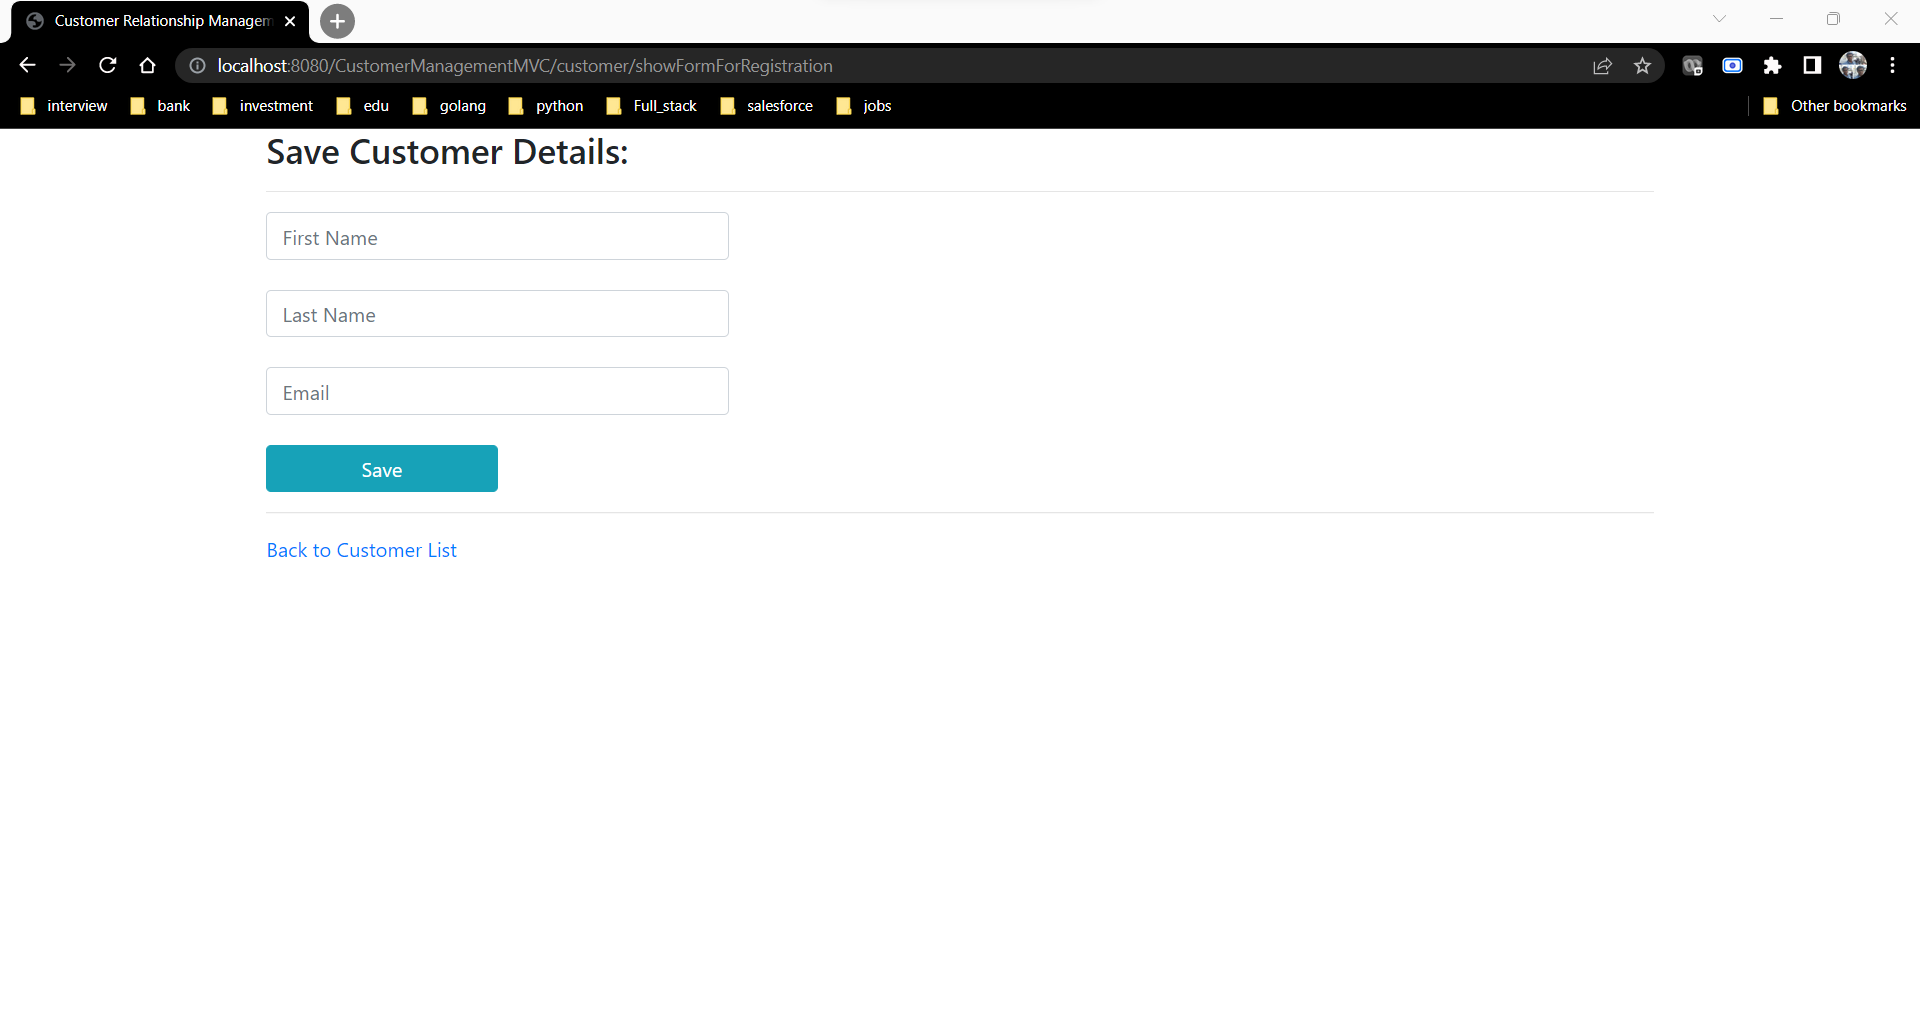 Customer Relationship Managem
localhost:8080/CustomerManagementMVC/customer/showFormForRegistration
interview bank investment edu golang python Full_stack salesforce jobs Other bookmarks
Save Customer Details:
First Name
Last Name
Email
Save
Back to Customer List